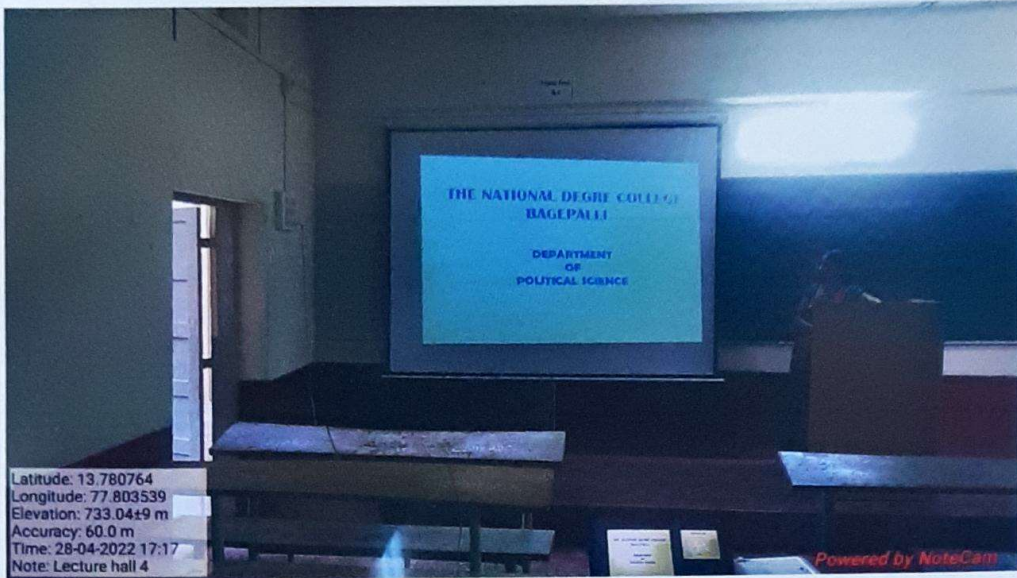 THE NATIONAL DEGRE COLLEGE
BAGEPALLI
DEPARTMENT
OF
POLITICAL SCIENCE
Latitude: 13.780764
Longitude: 77.803539
Elevation: 733.04±9 m
Accuracy: 60.0 m
Time: 28-04-2022 17:17
Note: Lecture hall 4
Powered by NoteCam